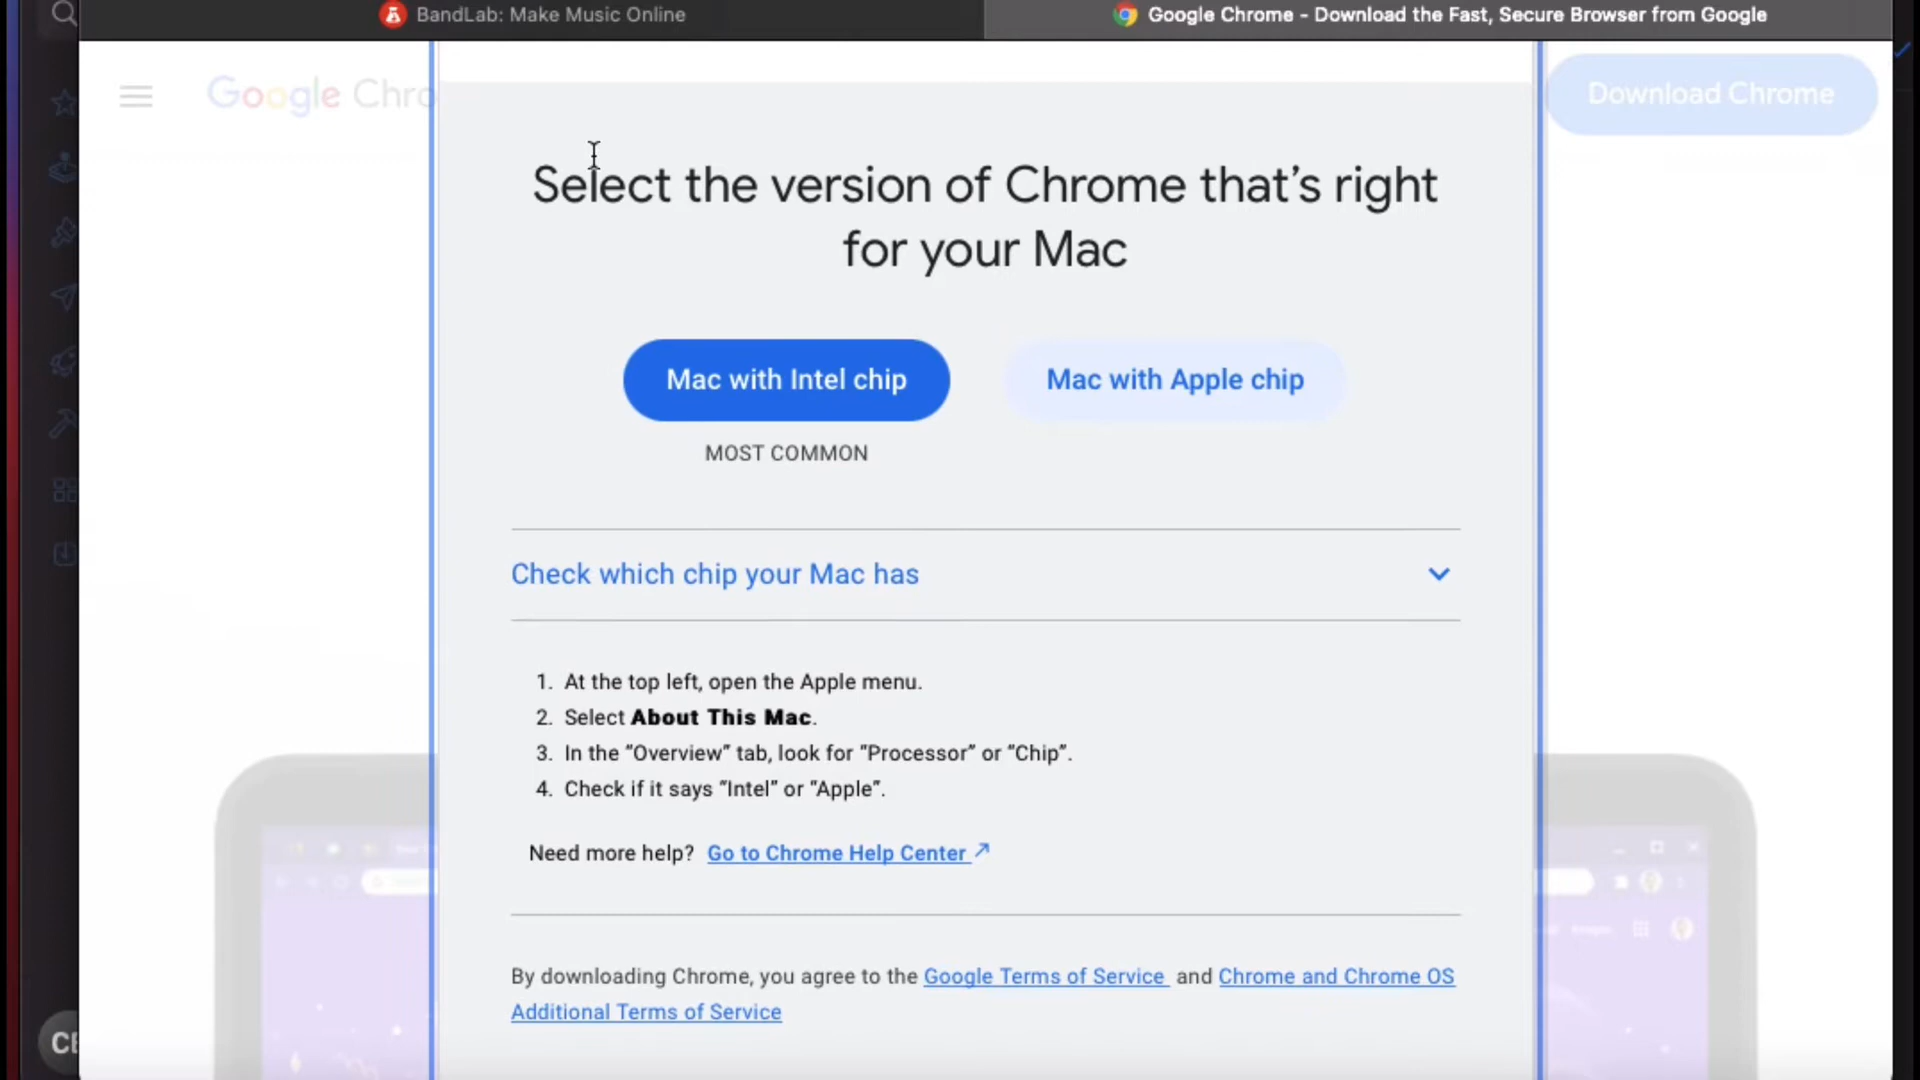 BandLab: Make Music Online
Google Chrome - Download the Fast, Secure Browser from Google
Google Chro
Download Chrome
Select the version of Chrome that's right
for your Mac
Mac with Intel chip
Mac with Apple chip
MOST COMMON
Check which chip your Mac has
1. At the top left, open the Apple menu.
2. Select About This Mac.
3. In the “Overview” tab, look for “Processor” or “Chip”.
4. Check if it says “Intel” or “Apple”.
Need more help? Go to Chrome Help Center
By downloading Chrome, you agree to the Google Terms of Service and Chrome and Chrome OS
Additional Terms of Service